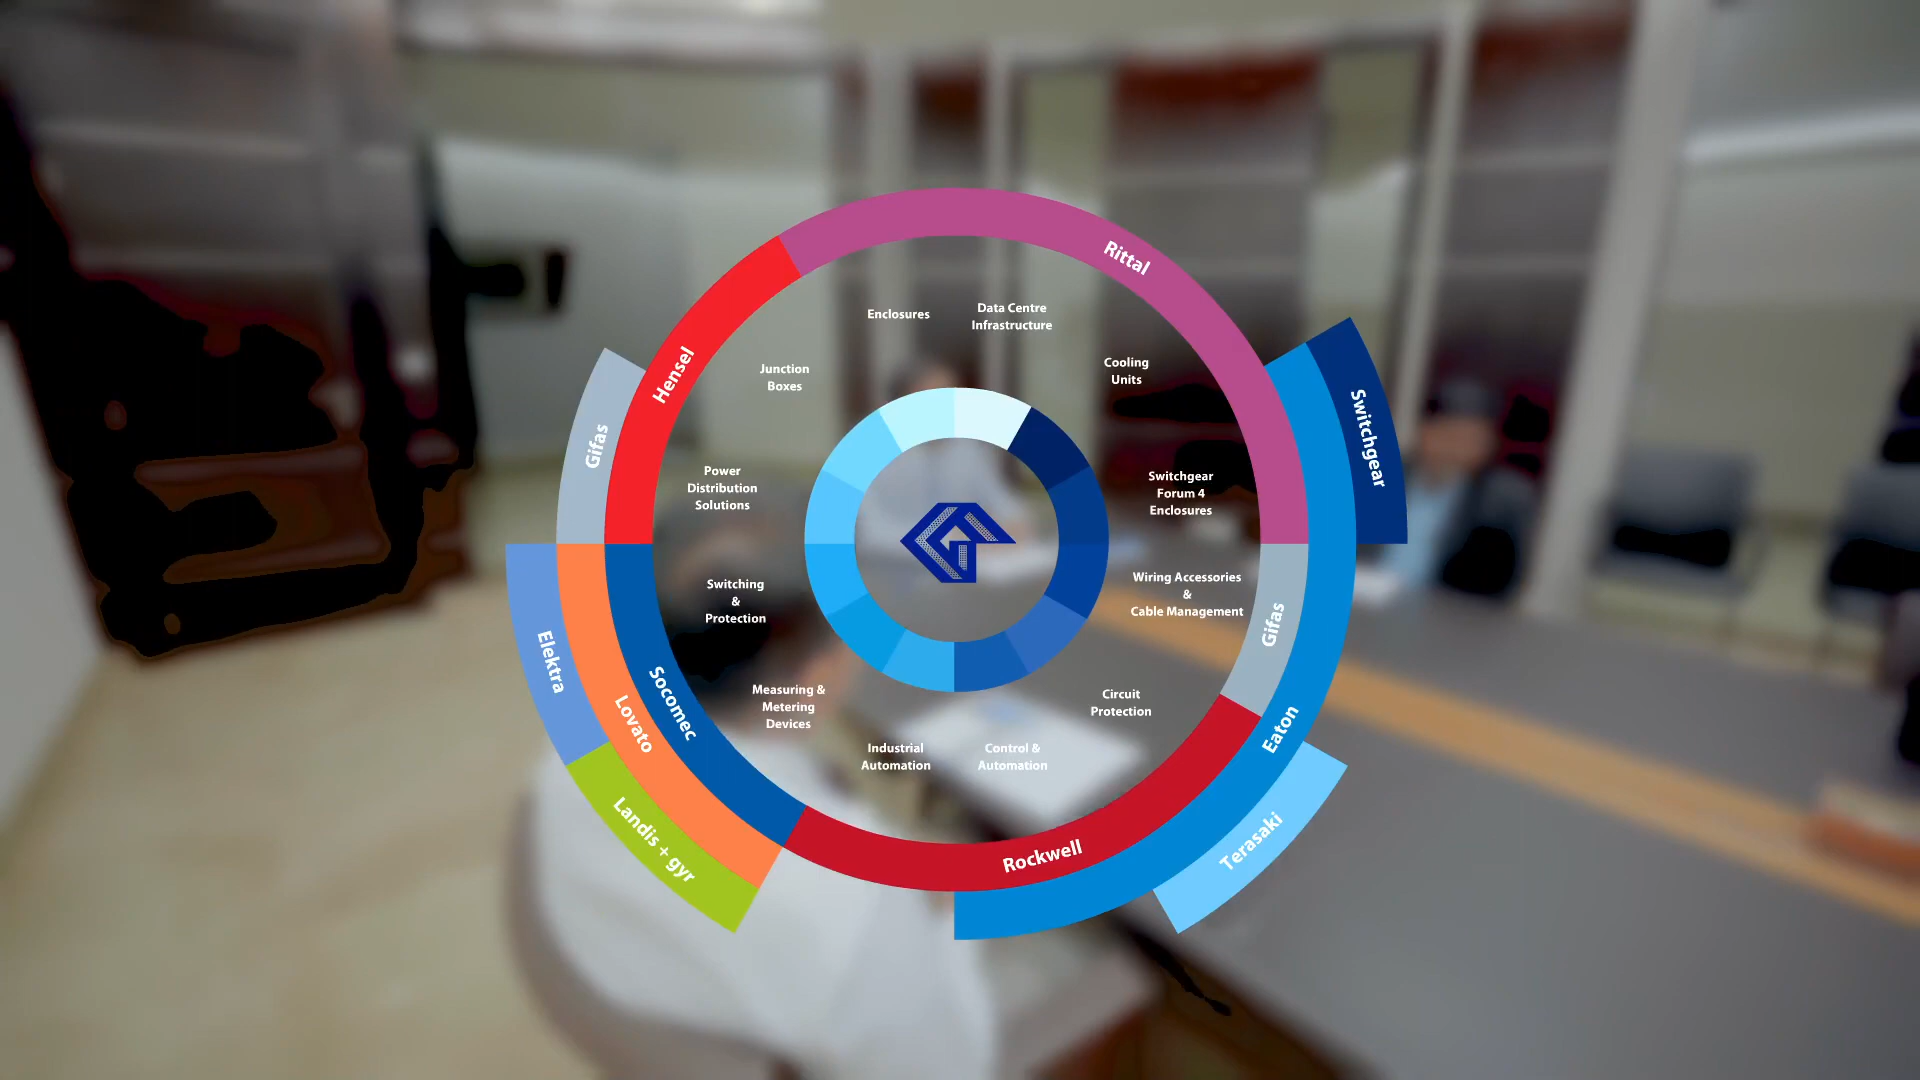 Rittal
Hensel
Enclosures
Data Centre
Infrastructure
Junction
Boxes
Cooling
Units
Switchgear
Gifas
Power
Distribution
Solutions
Switchgear
Forum 4
Enclosures
Switching
&
Protection
Wiring Accessories
&
Cable Management
Gifas
Elektra
Lovato
Socomec
Measuring &
Metering
Devices
Circuit
Protection
Eaton
Industrial
Automation
Control &
Automation
Landis + gyr
Rockwell
Terasaki